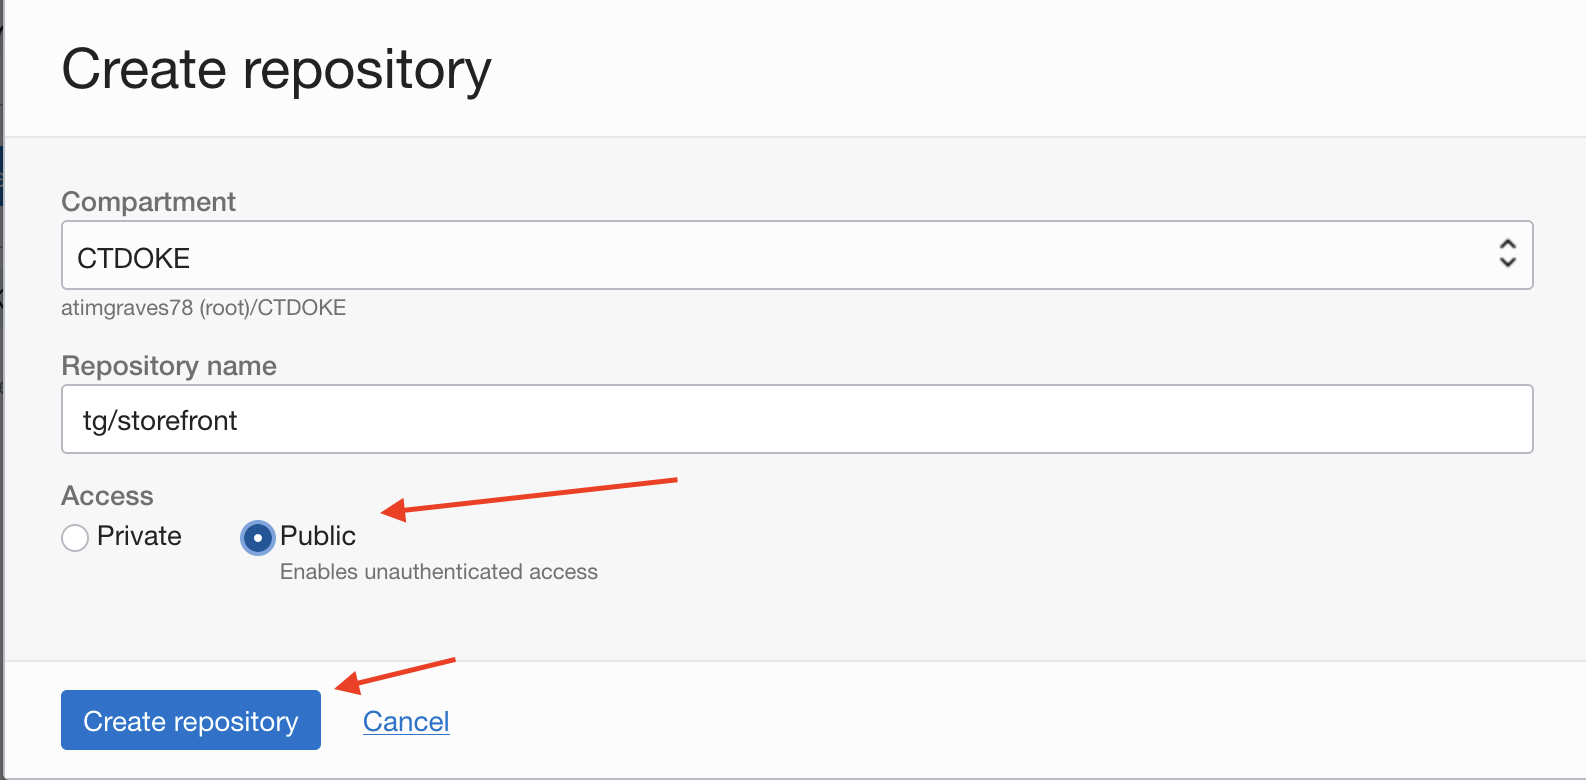 Create repository
Compartment
CTDOKE
atimgraves78 (root)/CTDOKE
Repository name
tg/storefront
Access
Private Public
Enables unauthenticated access
Create repository Cancel